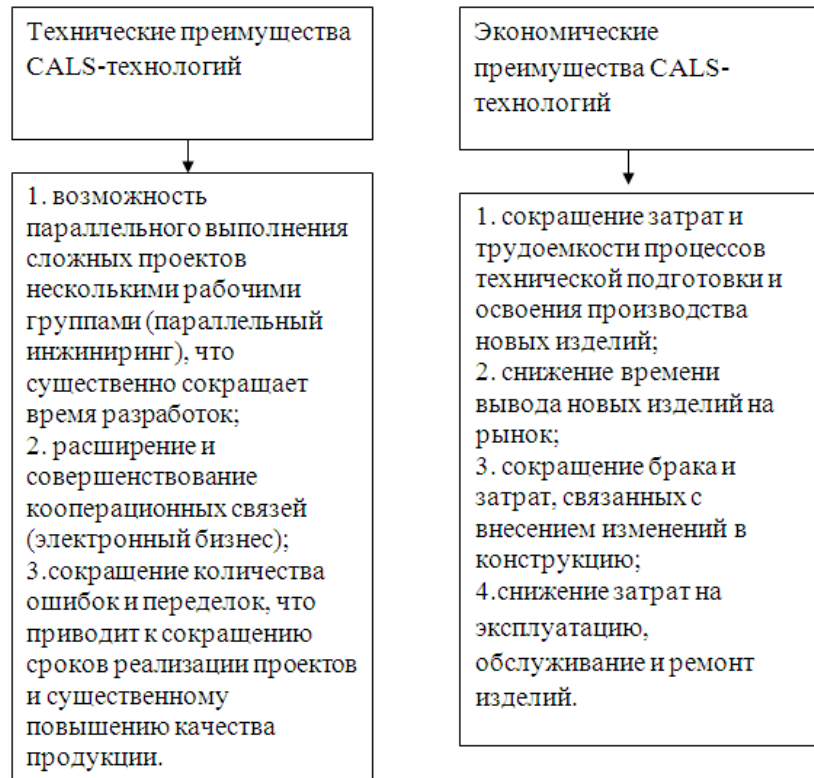 Технические преимущества
CALS-технологий
1. возможность
параллельного выполнения
сложных проектов
несколькими рабочими
группами (параллельный
инжиниринг), что
существенно сокращает
время разработок;
2. расширение и
совершенствование
кооперационных связей
(электронный бизнес);
3.сокращение количества
ошибок и переделок, что
приводит к сокращению
сроков реализации проектов
и существенному
повышению качества
продукции.
Экономические
преимущества CALS-
технологий
1. сокращение затрат и
трудоемкости процессов
технической подготовки и
освоения производства
новых изделий;
2. снижение времени
вывода новых изделий на
рынок;
3. сокращение брака и
затрат, связанных с
внесением изменений в
конструкцию;
4.снижение затрат на
эксплуатацию,
обслуживание и ремонт
изделий.